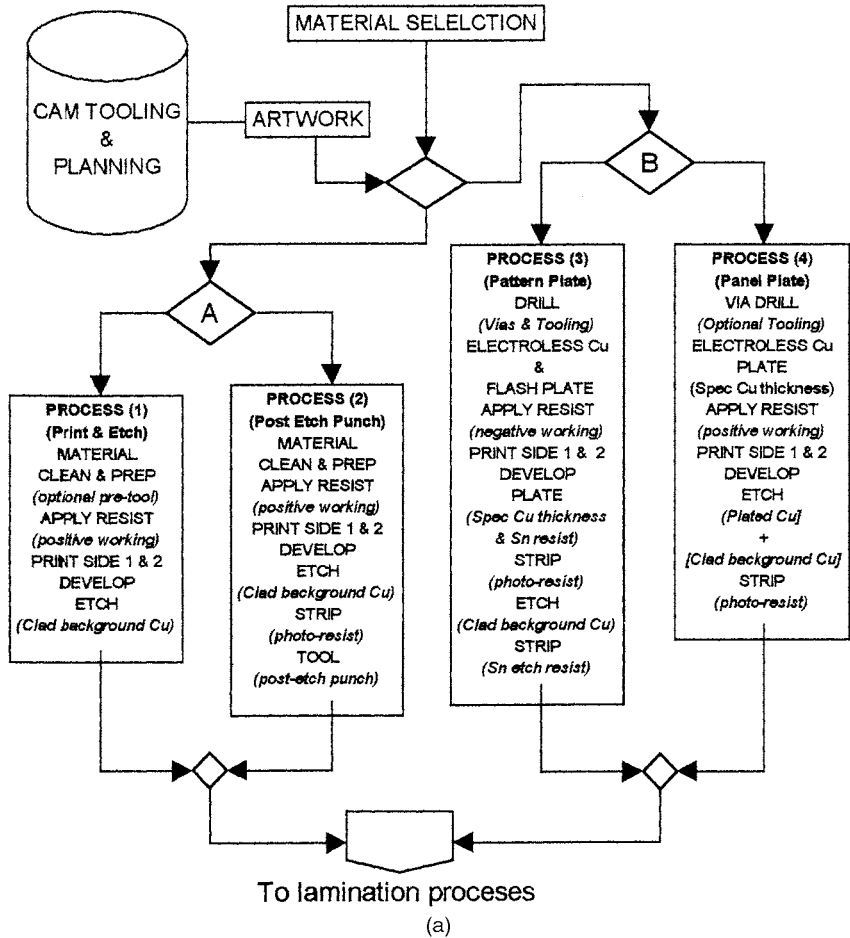 MATERIAL SELELCTION
CAM TOOLING
&
PLANNING
ARTWORK
B
A
PROCESS (1)
(Print & Etch)
MATERIAL
CLEAN & PREP
(optional pre-tool)
APPLY RESIST
(positive working)
PRINT SIDE 1 & 2
DEVELOP
ETCH
(Clad background Cu)
PROCESS (2)
(Post Etch Punch)
MATERIAL
CLEAN & PREP
APPLY RESIST
(positive working)
PRINT SIDE 1 & 2
DEVELOP
ETCH
(Clad background Cu)
STRIP
(photo-resist)
TOOL
(post-etch punch)
PROCESS (3)
(Pattern Plate)
DRILL
(Vias & Tooling)
ELECTROLESS Cu
&
FLASH PLATE
APPLY RESIST
(negative working)
PRINT SIDE 1 & 2
DEVELOP
PLATE
(Spec Cu thickness
& Sn resist)
STRIP
(photo-resist)
ETCH
(Clad background Cu)
STRIP
(Sn etch resist)
PROCESS (4)
(Panel Plate)
VIA DRILL
(Optional Tooling)
ELECTROLESS Cu
PLATE
(Spec Cu thickness)
APPLY RESIST
(positive working)
PRINT SIDE 1 & 2
DEVELOP
ETCH
(Plated Cu]
+
[Clad background Cu]
STRIP
(photo-resist)
To lamination proceses
(a)